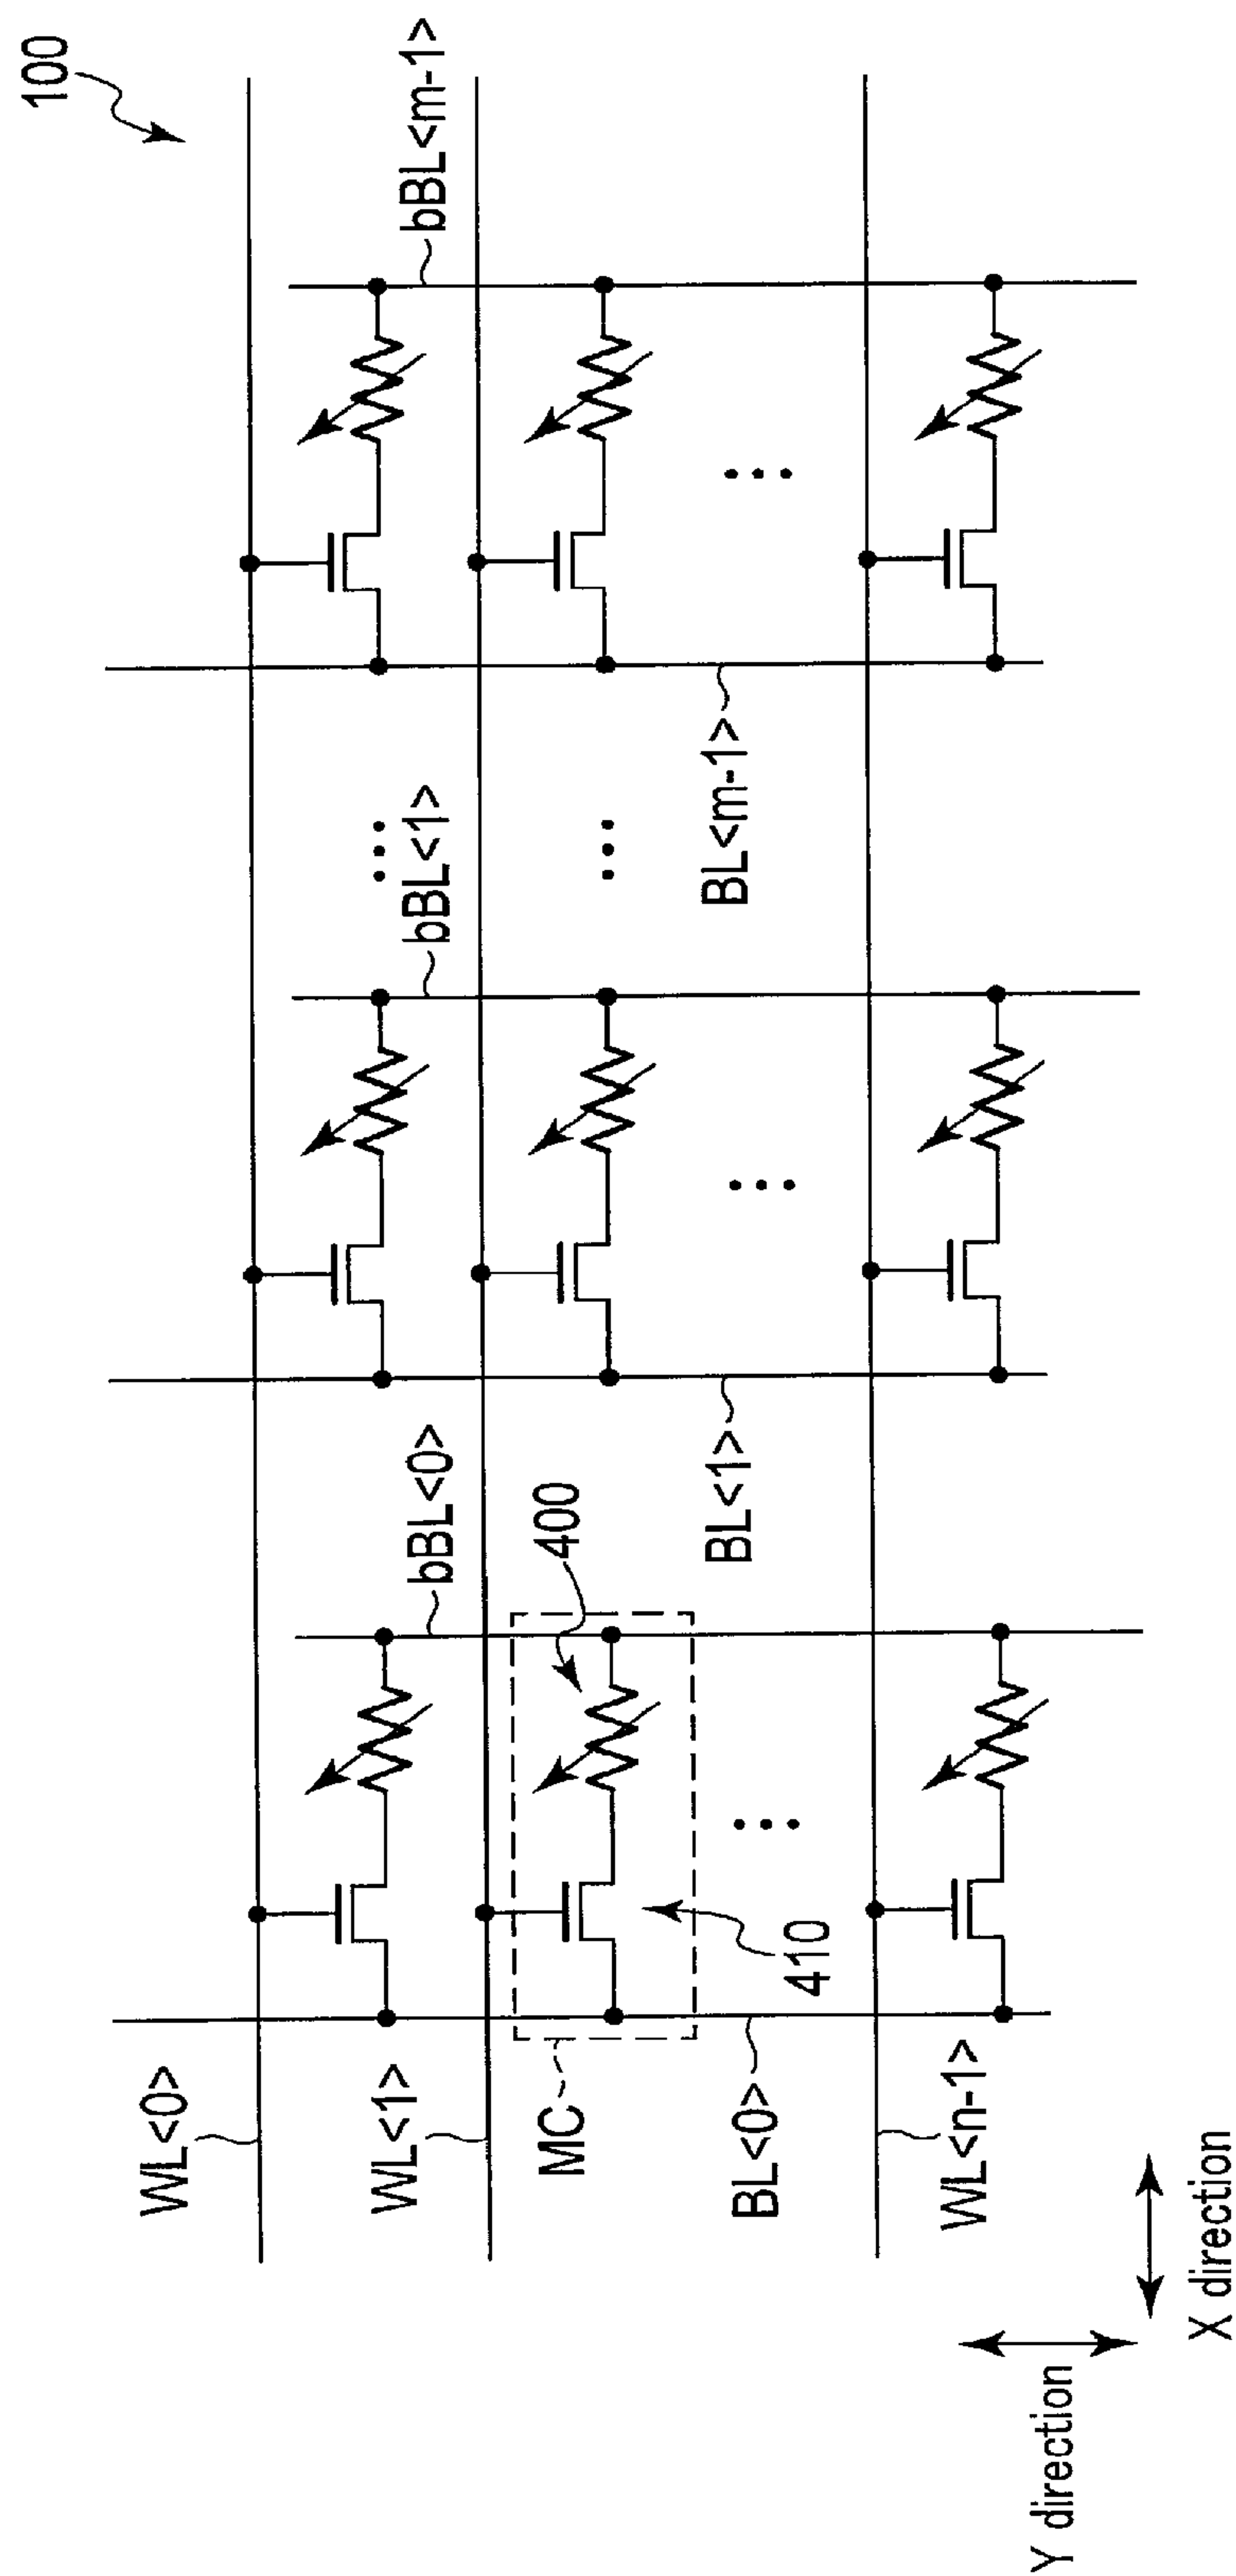 100
WL<0>
bBL<0>
bBL<1>
bBL<m-1>
WL<1>
400
MC
410
BL<0>
BL<1>
BL<m-1>
WL<n-1>
Y direction
X direction